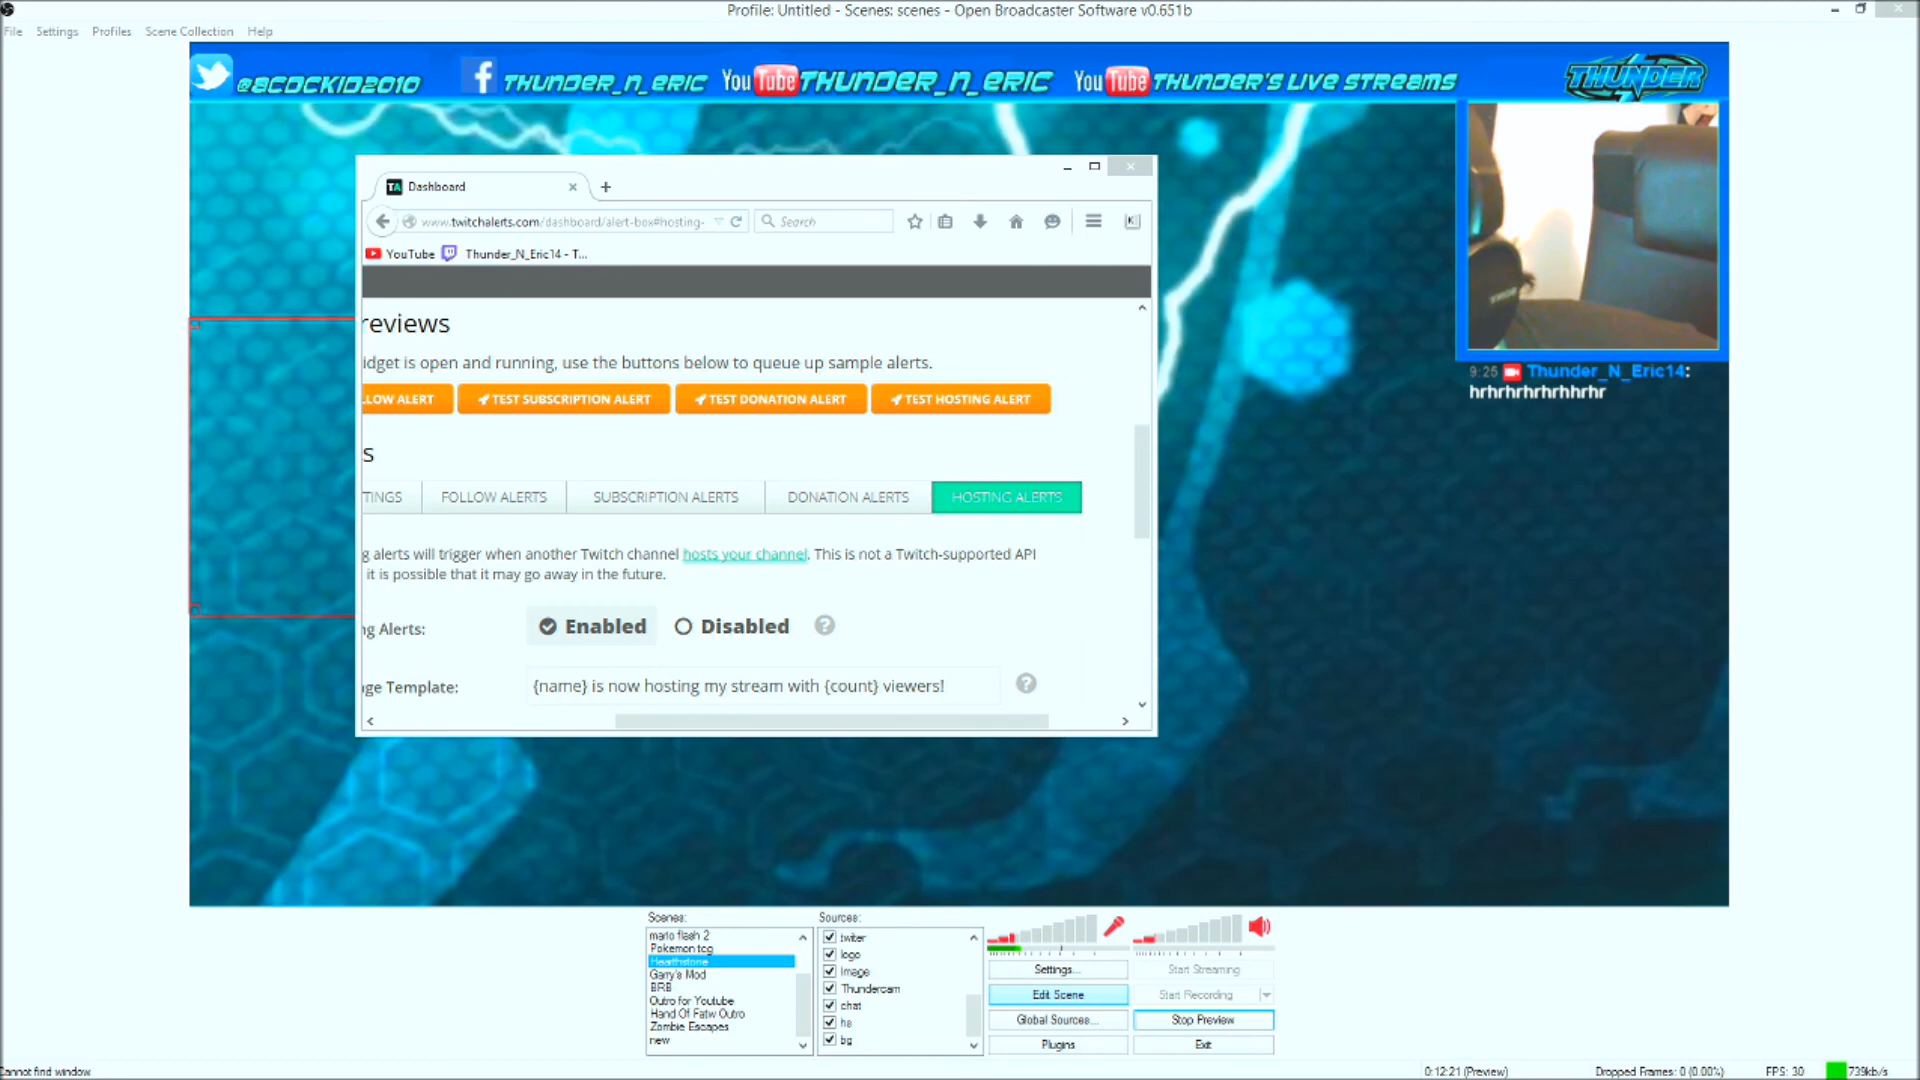 Profile: Untitled - Scenes: scenes - Open Broadcaster Software v0.651b
File Settings Profiles Scene Collection Help
@8CDCKID2010 f THUNDER_N_ERIC YouTube THUNDER_N_ERIC YouTube THUNDER'S LIVE STREAMS THUNDER
TA Dashboard
www.twitchalerts.com/dashboard/alert-box#hosting- Search
YouTube Thunder_N_Eric14 - T...
reviews
idget is open and running, use the buttons below to queue up sample alerts.
LLOW ALERT TEST SUBSCRIPTION ALERT TEST DONATION ALERT TEST HOSTING ALERT
s
TINGS FOLLOW ALERTS SUBSCRIPTION ALERTS DONATION ALERTS HOSTING ALERTS
g alerts will trigger when another Twitch channel hosts your channel. This is not a Twitch-supported API
it is possible that it may go away in the future.
ng Alerts: Enabled Disabled ?
ge Template: {name} is now hosting my stream with {count} viewers! ?
9:25 Thunder_N_Eric14:
hrhrhrhrhrhhrhr
Scenes:
mario flash 2
Pokemon tcg
Hearthstone
Garry's Mod
BRB
Outro for Youtube
Hand Of Fatw Outro
Zombie Escapes
new
Sources:
twiter
logo
Image
Thundercam
chat
hs
bg
Settings... Start Streaming
Edit Scene Start Recording
Global Sources... Stop Preview
Plugins Exit
Cannot find window 0:12:21 (Preview) Dropped Frames: 0 (0.00%) FPS: 30 739kb/s